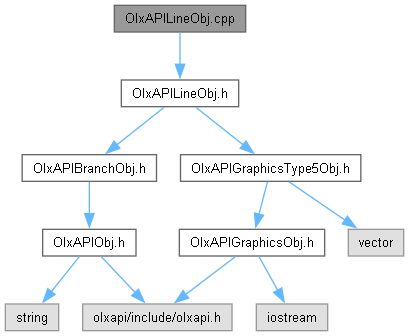 OlxAPILineObj.cpp
OlxAPILineObj.h
OlxAPIBranchObj.h
OlxAPIGraphicsType5Obj.h
OlxAPIObj.h
OlxAPIGraphicsObj.h
vector
string
olxapi/include/olxapi.h
iostream